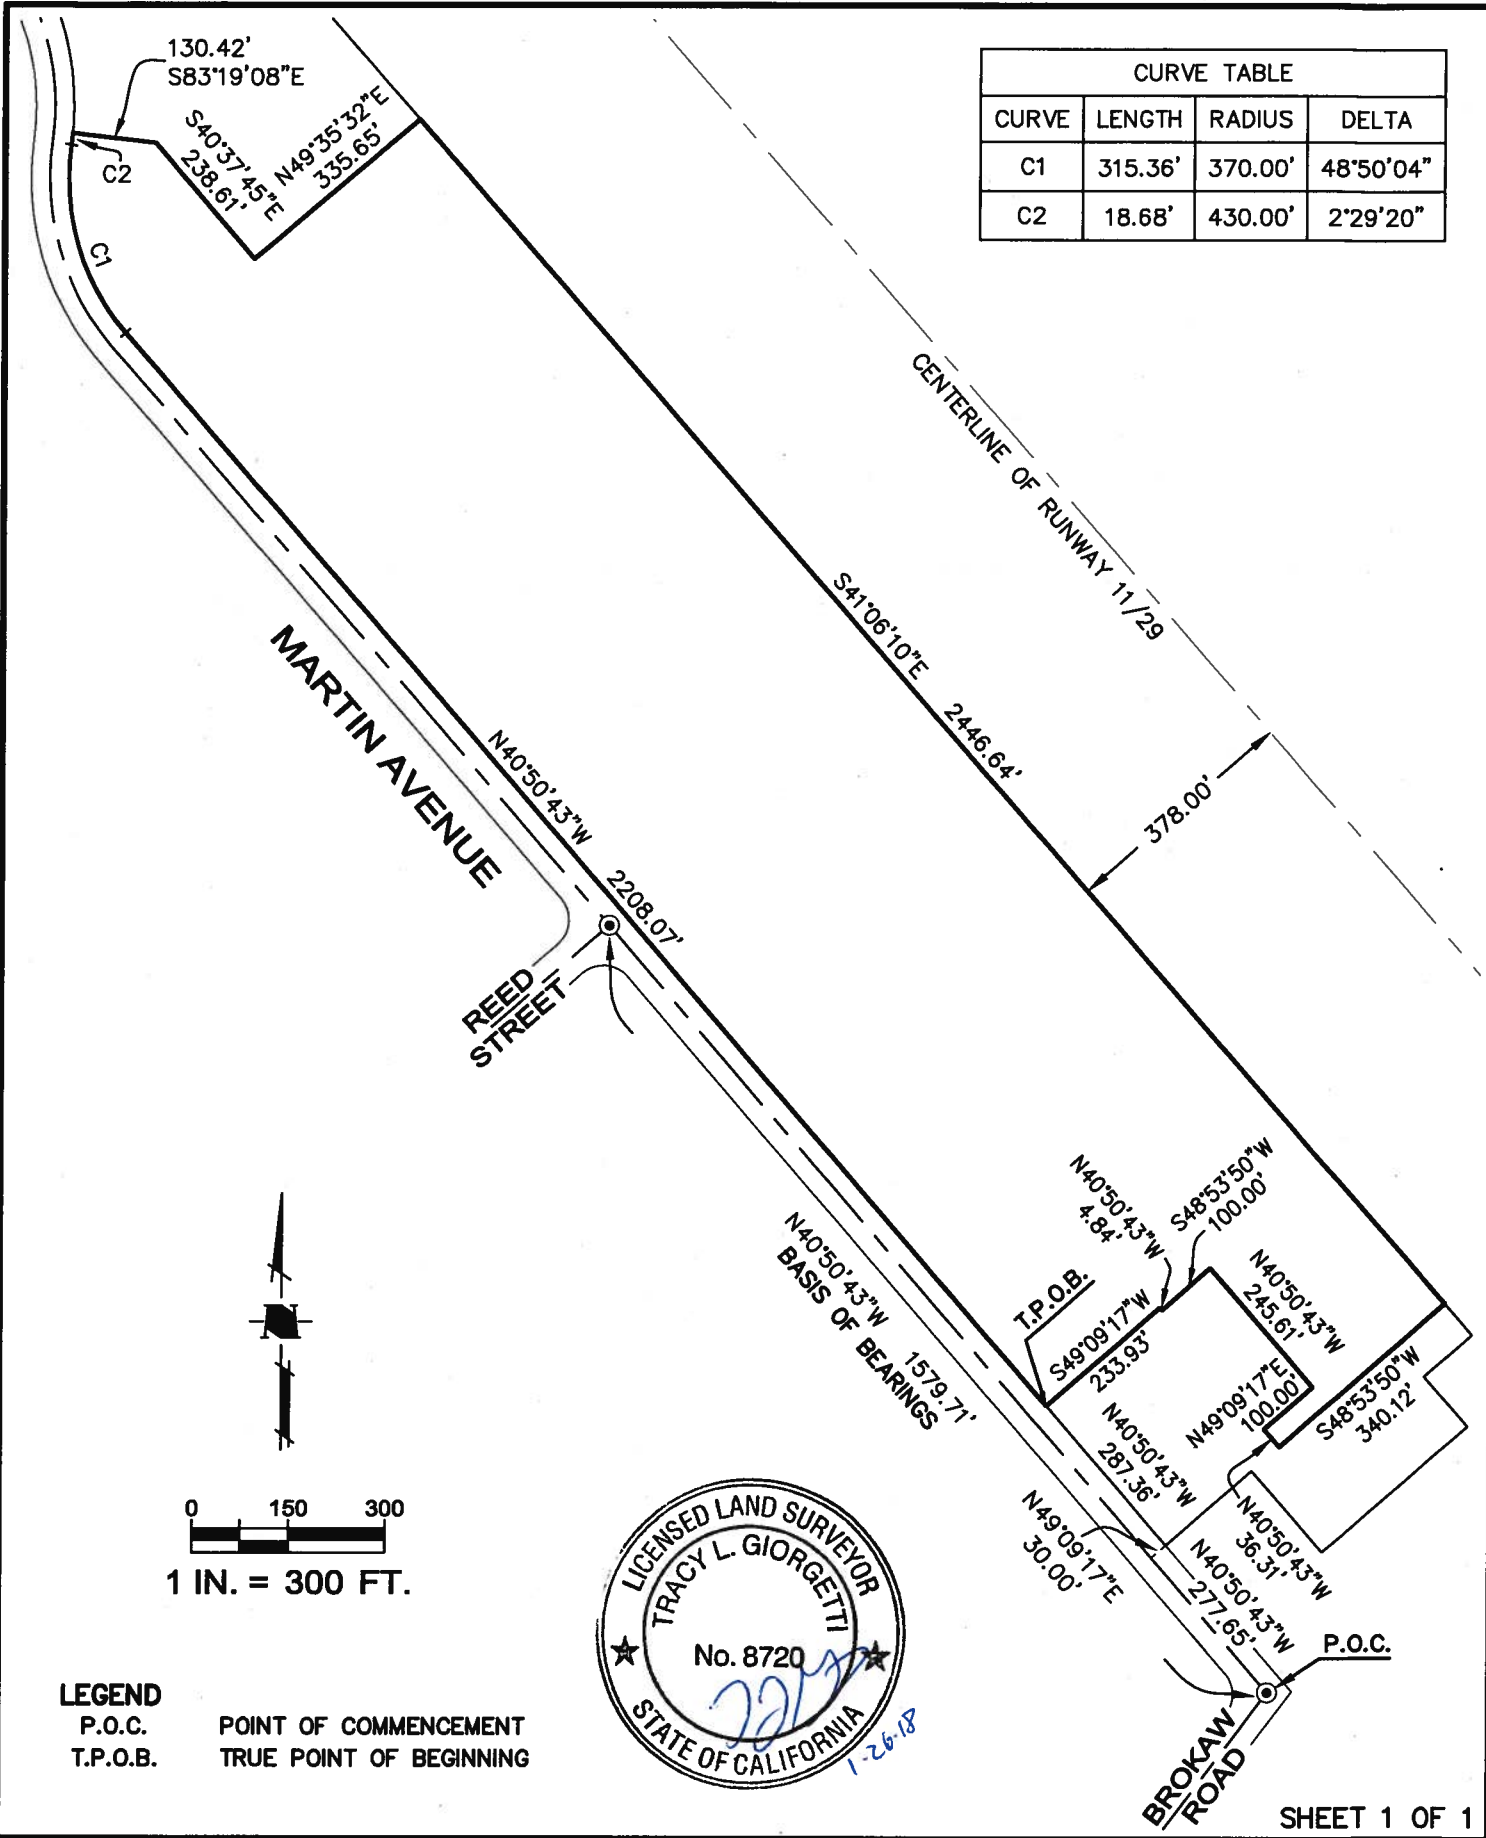 130.42'
S83°19'08"E
C2
S40°37'45"E
238.61'
N49°35'32"E
335.65'
C1
CURVE TABLE
CURVE LENGTH RADIUS DELTA
C1 315.36' 370.00' 48°50'04"
C2 18.68' 430.00' 2°29'20"
CENTERLINE OF RUNWAY 11/29
S41°06'10"E 2446.64'
378.00'
MARTIN AVENUE
N40°50'43"W 2208.07'
REED
STREET
N40°50'43"W 1579.71'
BASIS OF BEARINGS
N40°50'43"W
4.84'
S48°53'50"W
100.00'
T.P.O.B.
S49°09'17"W
233.93'
N40°50'43"W
245.61'
N49°09'17"E
100.00'
S48°53'50"W
340.12'
N40°50'43"W
287.36'
N49°09'17"E
30.00'
N40°50'43"W
36.31'
N40°50'43"W
277.65'
P.O.C.
BROKAW
ROAD
N
0 150 300
1 IN. = 300 FT.
LICENSED LAND SURVEYOR
TRACY L. GIORGETTI
No. 8720
STATE OF CALIFORNIA
1-26-18
LEGEND
P.O.C. POINT OF COMMENCEMENT
T.P.O.B. TRUE POINT OF BEGINNING
SHEET 1 OF 1